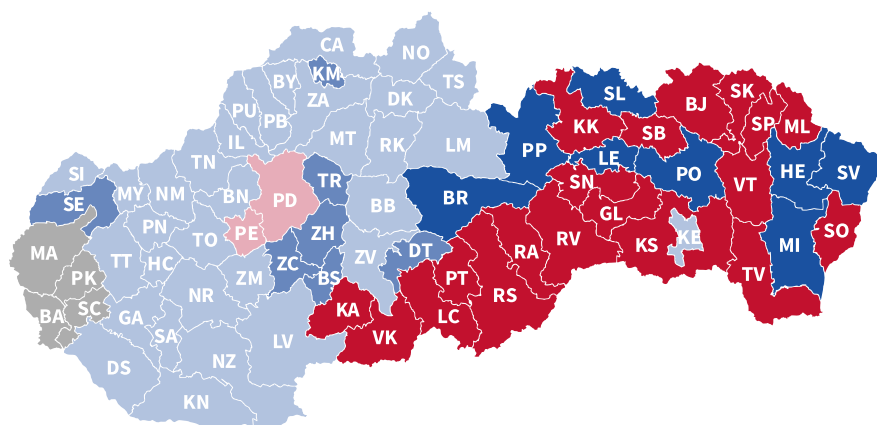 CA
NO
BY
KM
TS
ZA
DK
PU
PB
IL
MT
RK
LM
TN
SI
SE
MY
NM
BN
PD
TR
BB
BR
PP
SL
KK
SB
BJ
SK
SP
ML
LE
PO
VT
HE
SV
SN
GL
MA
PN
TO
PE
ZH
ZV
DT
RA
RV
KS
KE
MI
SO
TT
HC
PK
ZM
ZC
BS
PT
TV
NR
RS
BA
SC
GA
SA
KA
LC
VK
LV
DS
NZ
KN